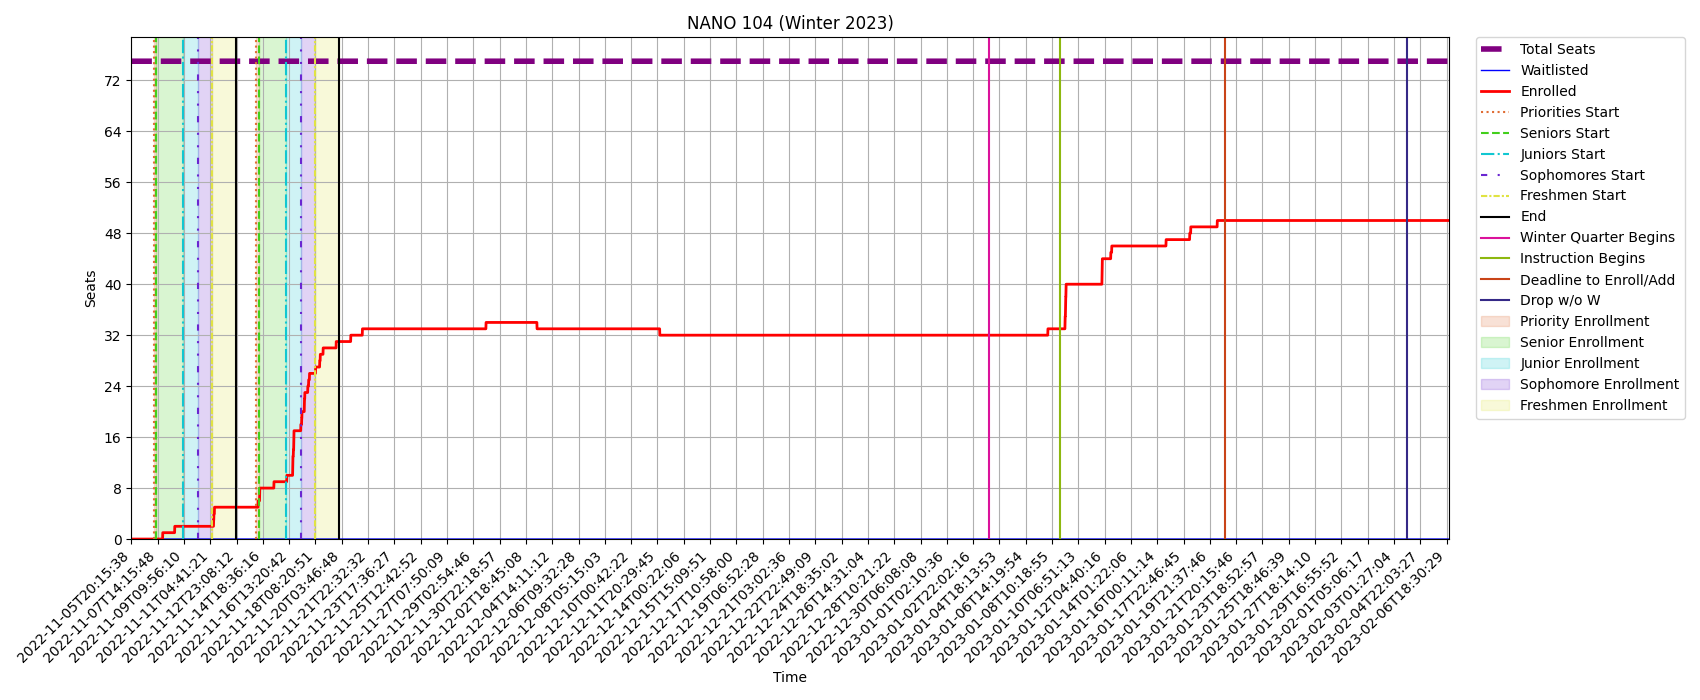 NANO 104 (Winter 2023)
Total Seats
Waitlisted
Enrolled
Priorities Start
Seniors Start
Juniors Start
Sophomores Start
Freshmen Start
End
Winter Quarter Begins
Instruction Begins
Deadline to Enroll/Add
Drop w/o W
Priority Enrollment
Senior Enrollment
Junior Enrollment
Sophomore Enrollment
Freshmen Enrollment
Seats
72
64
56
48
40
32
24
16
8
0
2022-11-05T20:15:38
2022-11-07T14:15:48
2022-11-09T09:56:10
2022-11-11T04:41:21
2022-11-12T23:08:12
2022-11-14T18:36:16
2022-11-16T13:20:42
2022-11-18T08:20:51
2022-11-20T03:46:48
2022-11-21T22:32:32
2022-11-23T17:36:27
2022-11-25T12:42:52
2022-11-27T07:50:09
2022-11-29T02:54:46
2022-11-30T22:18:57
2022-12-02T18:45:08
2022-12-04T14:11:12
2022-12-06T09:32:28
2022-12-08T05:15:03
2022-12-10T00:42:22
2022-12-11T20:29:45
2022-12-14T00:22:06
2022-12-15T15:09:51
2022-12-17T10:58:00
2022-12-19T06:52:28
2022-12-21T03:02:36
2022-12-22T22:49:09
2022-12-24T18:35:02
2022-12-26T14:31:04
2022-12-28T10:21:22
2022-12-30T06:08:08
2023-01-01T02:10:36
2023-01-02T22:02:16
2023-01-04T18:13:53
2023-01-06T14:19:54
2023-01-08T10:18:55
2023-01-10T06:51:13
2023-01-12T04:40:16
2023-01-14T01:22:06
2023-01-16T00:11:14
2023-01-17T22:46:45
2023-01-19T21:37:46
2023-01-21T20:15:46
2023-01-23T18:52:57
2023-01-25T18:46:39
2023-01-27T18:14:10
2023-01-29T16:55:52
2023-02-01T05:06:17
2023-02-03T01:27:04
2023-02-04T22:03:27
2023-02-06T18:30:29
Time